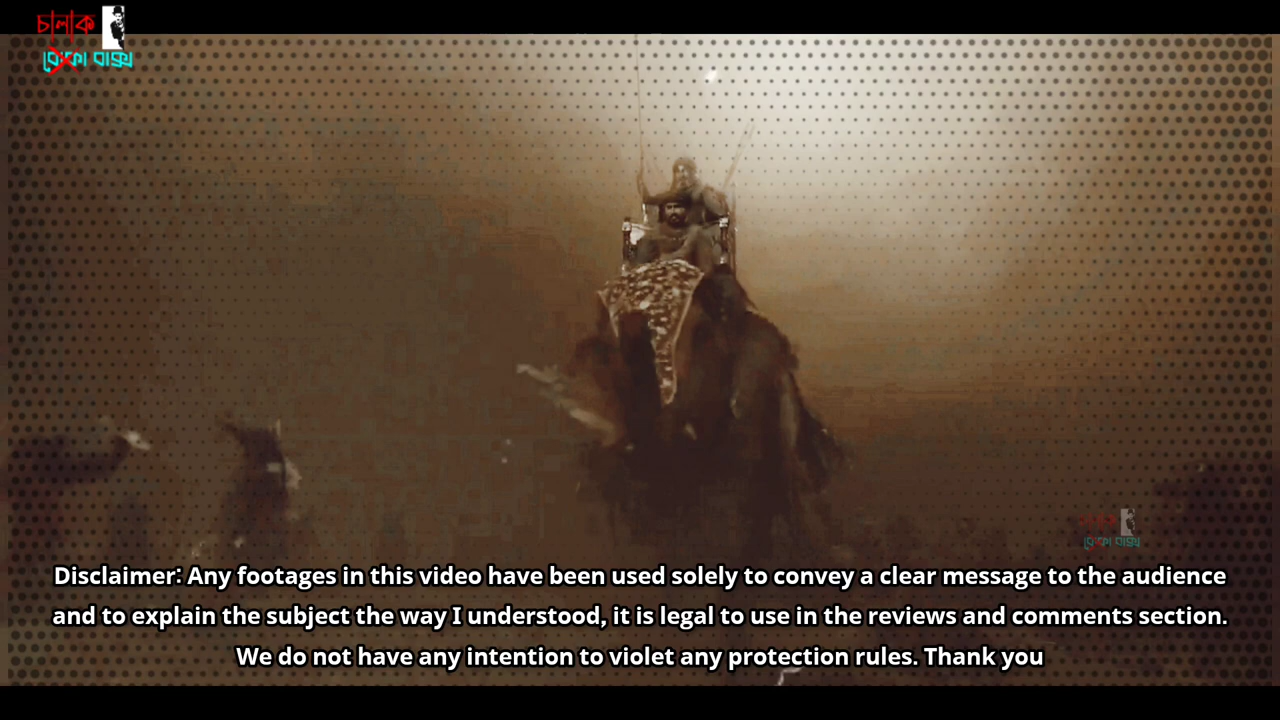 চালাক
বোকা বাক্স
Disclaimer: Any footages in this video have been used solely to convey a clear message to the audience
and to explain the subject the way I understood, it is legal to use in the reviews and comments section.
We do not have any intention to violet any protection rules. Thank you
চালাক
বোকা বাক্স